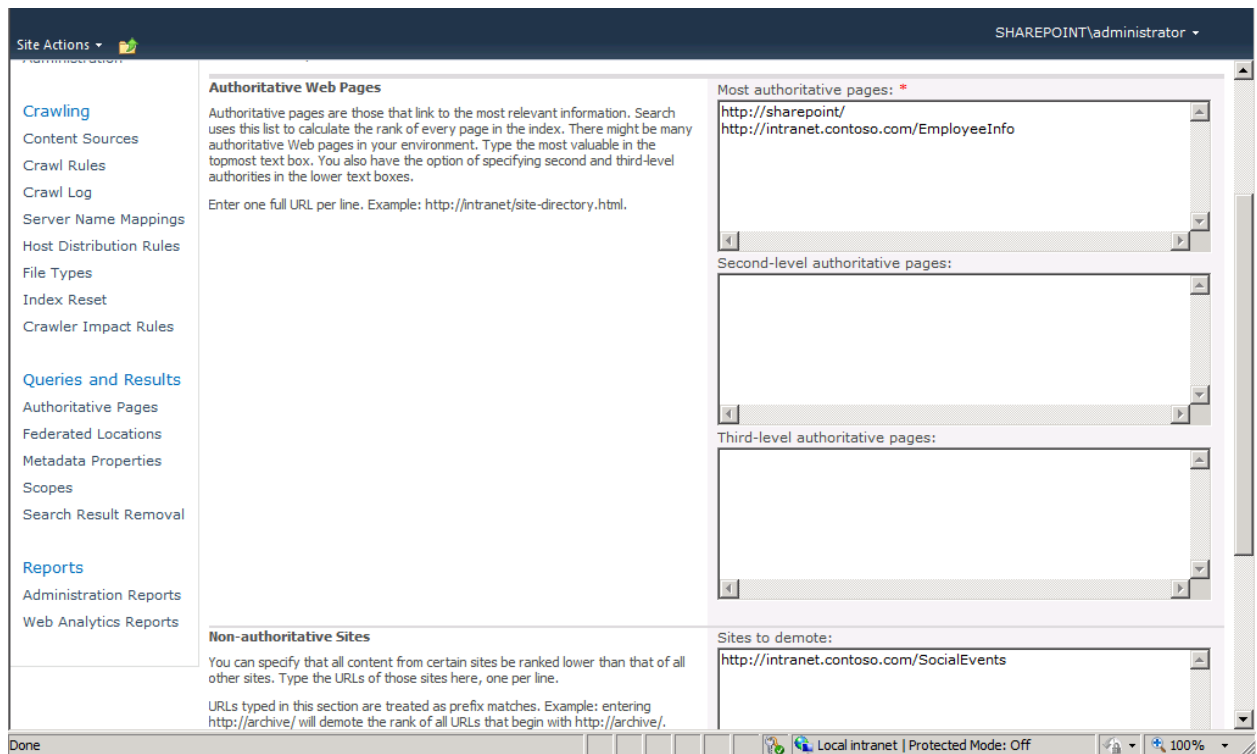 SHAREPOINT\administrator
Site Actions
Administration
Crawling
Content Sources
Crawl Rules
Crawl Log
Server Name Mappings
Host Distribution Rules
File Types
Index Reset
Crawler Impact Rules
Queries and Results
Authoritative Pages
Federated Locations
Metadata Properties
Scopes
Search Result Removal
Reports
Administration Reports
Web Analytics Reports
Authoritative Web Pages
Authoritative pages are those that link to the most relevant information. Search
uses this list to calculate the rank of every page in the index. There might be many
authoritative Web pages in your environment. Type the most valuable in the
topmost text box. You also have the option of specifying second and third-level
authorities in the lower text boxes.
Enter one full URL per line. Example: http://intranet/site-directory.html.
Most authoritative pages: *
http://sharepoint/
http://intranet.contoso.com/EmployeeInfo
Second-level authoritative pages:
Third-level authoritative pages:
Non-authoritative Sites
You can specify that all content from certain sites be ranked lower than that of all
other sites. Type the URLs of those sites here, one per line.
URLs typed in this section are treated as prefix matches. Example: entering
http://archive/ will demote the rank of all URLs that begin with http://archive/.
Sites to demote:
http://intranet.contoso.com/SocialEvents
Done
Local intranet | Protected Mode: Off
100%